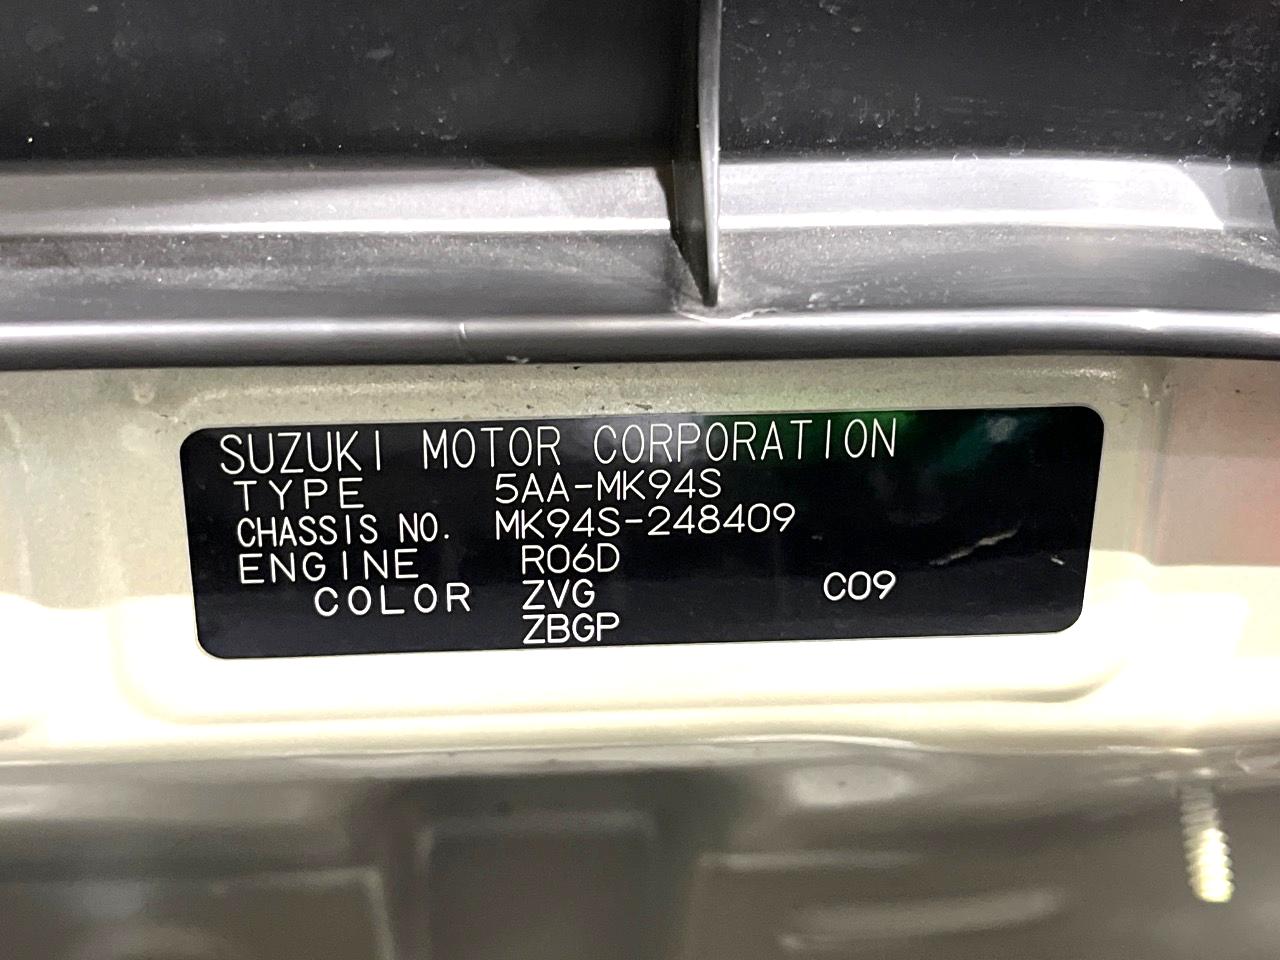 SUZUKI MOTOR CORPORATION
TYPE 5AA-MK94S
CHASSIS NO. MK94S-248409
ENGINE R06D
COLOR ZVG C09
ZBGP